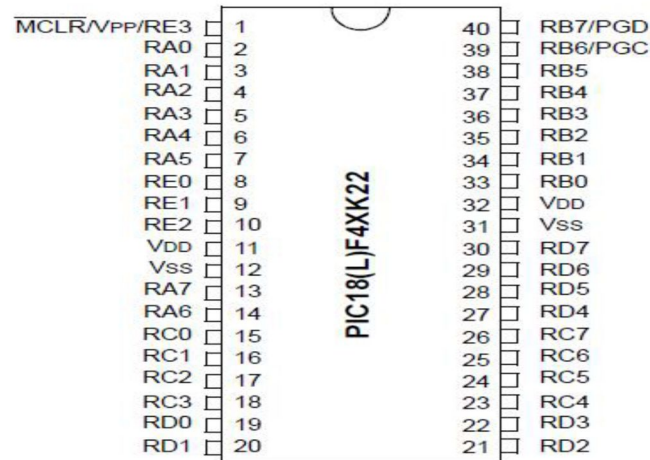 MCLR/VPP/RE3 1 40 RB7/PGD
RA0 2 39 RB6/PGC
RA1 3 38 RB5
RA2 4 37 RB4
RA3 5 36 RB3
RA4 6 35 RB2
RA5 7 34 RB1
RE0 8 33 RB0
RE1 9 32 VDD
RE2 10 31 VSS
VDD 11 30 RD7
VSS 12 29 RD6
RA7 13 28 RD5
RA6 14 27 RD4
RC0 15 26 RC7
RC1 16 25 RC6
RC2 17 24 RC5
RC3 18 23 RC4
RD0 19 22 RD3
RD1 20 21 RD2
PIC18(L)F4XK22